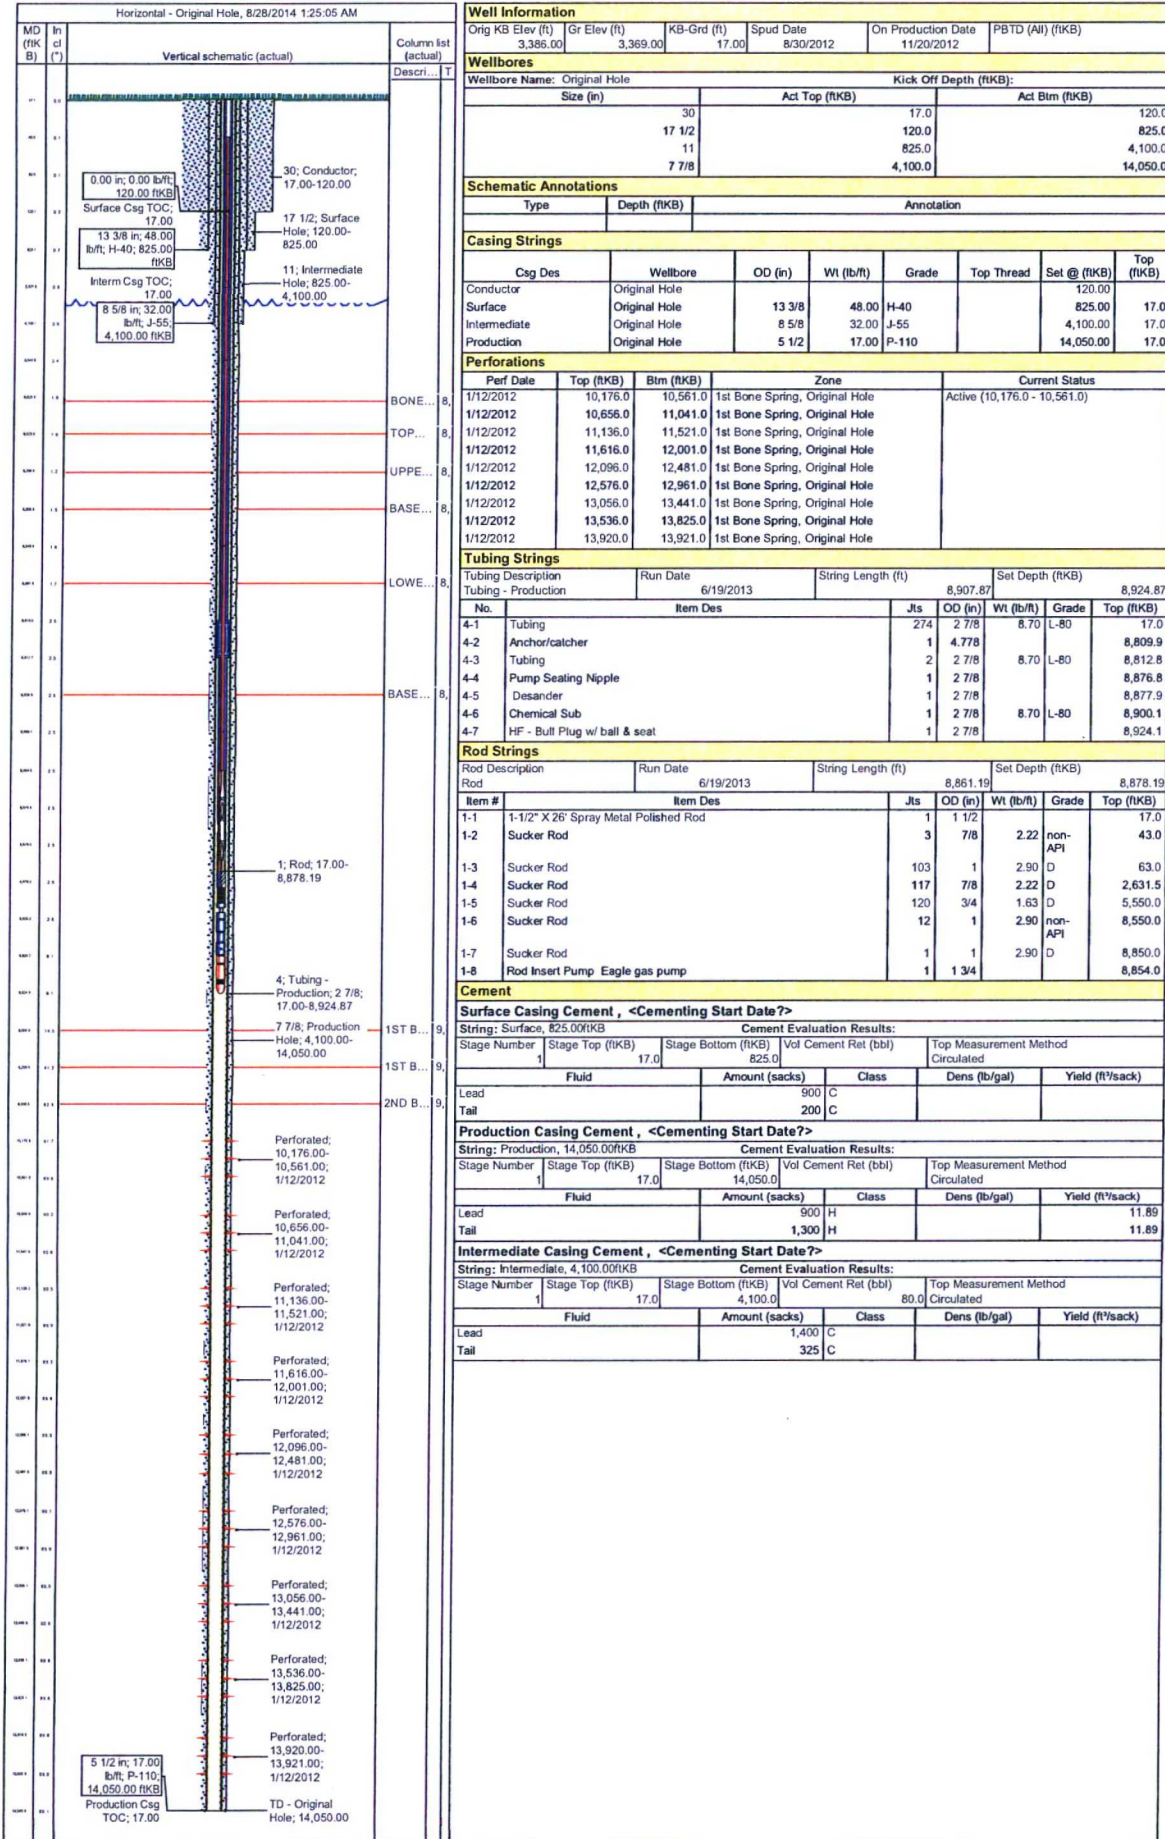 Horizontal - Original Hole, 8/28/2014 1:25:05 AM
MD (ftK B)
In cl (°)
Vertical schematic (actual)
Column list (actual)
Descri... T
0.00 in; 0.00 lb/ft;
120.00 ftKB
Surface Csg TOC;
17.00
13 3/8 in; 48.00
lb/ft; H-40; 825.00
ftKB
Interm Csg TOC;
17.00
8 5/8 in; 32.00
lb/ft; J-55;
4,100.00 ftKB
30; Conductor;
17.00-120.00
17 1/2; Surface
Hole; 120.00-
825.00
11; Intermediate
Hole; 825.00-
4,100.00
BONE... 8,
TOP... 8,
UPPE... 8,
BASE... 8,
LOWE... 8,
BASE... 8,
1; Rod; 17.00-
8,878.19
4; Tubing -
Production; 2 7/8;
17.00-8,924.87
7 7/8; Production
Hole; 4,100.00-
14,050.00
1ST B... 9,
1ST B... 9,
2ND B... 9,
Perforated;
10,176.00-
10,561.00;
1/12/2012
Perforated;
10,656.00-
11,041.00;
1/12/2012
Perforated;
11,136.00-
11,521.00;
1/12/2012
Perforated;
11,616.00-
12,001.00;
1/12/2012
Perforated;
12,096.00-
12,481.00;
1/12/2012
Perforated;
12,576.00-
12,961.00;
1/12/2012
Perforated;
13,056.00-
13,441.00;
1/12/2012
Perforated;
13,536.00-
13,825.00;
1/12/2012
Perforated;
13,920.00-
13,921.00;
1/12/2012
5 1/2 in; 17.00
lb/ft; P-110;
14,050.00 ftKB
Production Csg
TOC; 17.00
TD - Original
Hole; 14,050.00
Well Information
Orig KB Elev (ft) Gr Elev (ft) KB-Grd (ft) Spud Date On Production Date PBTD (All) (ftKB)
3,386.00 3,369.00 17.00 8/30/2012 11/20/2012
Wellbores
Wellbore Name: Original Hole Kick Off Depth (ftKB):
Size (in) Act Top (ftKB) Act Btm (ftKB)
30 17.0 120.0
17 1/2 120.0 825.0
11 825.0 4,100.0
7 7/8 4,100.0 14,050.0
Schematic Annotations
Type Depth (ftKB) Annotation
Casing Strings
Csg Des Wellbore OD (in) Wt (lb/ft) Grade Top Thread Set @ (ftKB) Top (ftKB)
Conductor Original Hole 120.00
Surface Original Hole 13 3/8 48.00 H-40 825.00 17.0
Intermediate Original Hole 8 5/8 32.00 J-55 4,100.00 17.0
Production Original Hole 5 1/2 17.00 P-110 14,050.00 17.0
Perforations
Perf Date Top (ftKB) Btm (ftKB) Zone Current Status
1/12/2012 10,176.0 10,561.0 1st Bone Spring, Original Hole Active (10,176.0 - 10,561.0)
1/12/2012 10,656.0 11,041.0 1st Bone Spring, Original Hole
1/12/2012 11,136.0 11,521.0 1st Bone Spring, Original Hole
1/12/2012 11,616.0 12,001.0 1st Bone Spring, Original Hole
1/12/2012 12,096.0 12,481.0 1st Bone Spring, Original Hole
1/12/2012 12,576.0 12,961.0 1st Bone Spring, Original Hole
1/12/2012 13,056.0 13,441.0 1st Bone Spring, Original Hole
1/12/2012 13,536.0 13,825.0 1st Bone Spring, Original Hole
1/12/2012 13,920.0 13,921.0 1st Bone Spring, Original Hole
Tubing Strings
Tubing Description Run Date String Length (ft) Set Depth (ftKB)
Tubing - Production 6/19/2013 8,907.87 8,924.87
No. Item Des Jts OD (in) Wt (lb/ft) Grade Top (ftKB)
4-1 Tubing 274 2 7/8 8.70 L-80 17.0
4-2 Anchor/catcher 1 4.778 8,809.9
4-3 Tubing 2 2 7/8 8.70 L-80 8,812.8
4-4 Pump Seating Nipple 1 2 7/8 8,876.8
4-5 Desander 1 2 7/8 8,877.9
4-6 Chemical Sub 1 2 7/8 8.70 L-80 8,900.1
4-7 HF - Bull Plug w/ ball & seat 1 2 7/8 8,924.1
Rod Strings
Rod Description Run Date String Length (ft) Set Depth (ftKB)
Rod 6/19/2013 8,861.19 8,878.19
Item # Item Des Jts OD (in) Wt (lb/ft) Grade Top (ftKB)
1-1 1-1/2" X 26' Spray Metal Polished Rod 1 1 1/2 17.0
1-2 Sucker Rod 3 7/8 2.22 non-API 43.0
1-3 Sucker Rod 103 1 2.90 D 63.0
1-4 Sucker Rod 117 7/8 2.22 D 2,631.5
1-5 Sucker Rod 120 3/4 1.63 D 5,550.0
1-6 Sucker Rod 12 1 2.90 non-API 8,550.0
1-7 Sucker Rod 1 1 2.90 D 8,850.0
1-8 Rod Insert Pump Eagle gas pump 1 1 3/4 8,854.0
Cement
Surface Casing Cement , <Cementing Start Date?>
String: Surface, 825.00ftKB Cement Evaluation Results:
Stage Number Stage Top (ftKB) Stage Bottom (ftKB) Vol Cement Ret (bbl) Top Measurement Method
1 17.0 825.0 Circulated
Fluid Amount (sacks) Class Dens (lb/gal) Yield (ft³/sack)
Lead 900 C
Tail 200 C
Production Casing Cement , <Cementing Start Date?>
String: Production, 14,050.00ftKB Cement Evaluation Results:
Stage Number Stage Top (ftKB) Stage Bottom (ftKB) Vol Cement Ret (bbl) Top Measurement Method
1 17.0 14,050.0 Circulated
Fluid Amount (sacks) Class Dens (lb/gal) Yield (ft³/sack)
Lead 900 H 11.89
Tail 1,300 H 11.89
Intermediate Casing Cement , <Cementing Start Date?>
String: Intermediate, 4,100.00ftKB Cement Evaluation Results:
Stage Number Stage Top (ftKB) Stage Bottom (ftKB) Vol Cement Ret (bbl) Top Measurement Method
1 17.0 4,100.0 80.0 Circulated
Fluid Amount (sacks) Class Dens (lb/gal) Yield (ft³/sack)
Lead 1,400 C
Tail 325 C